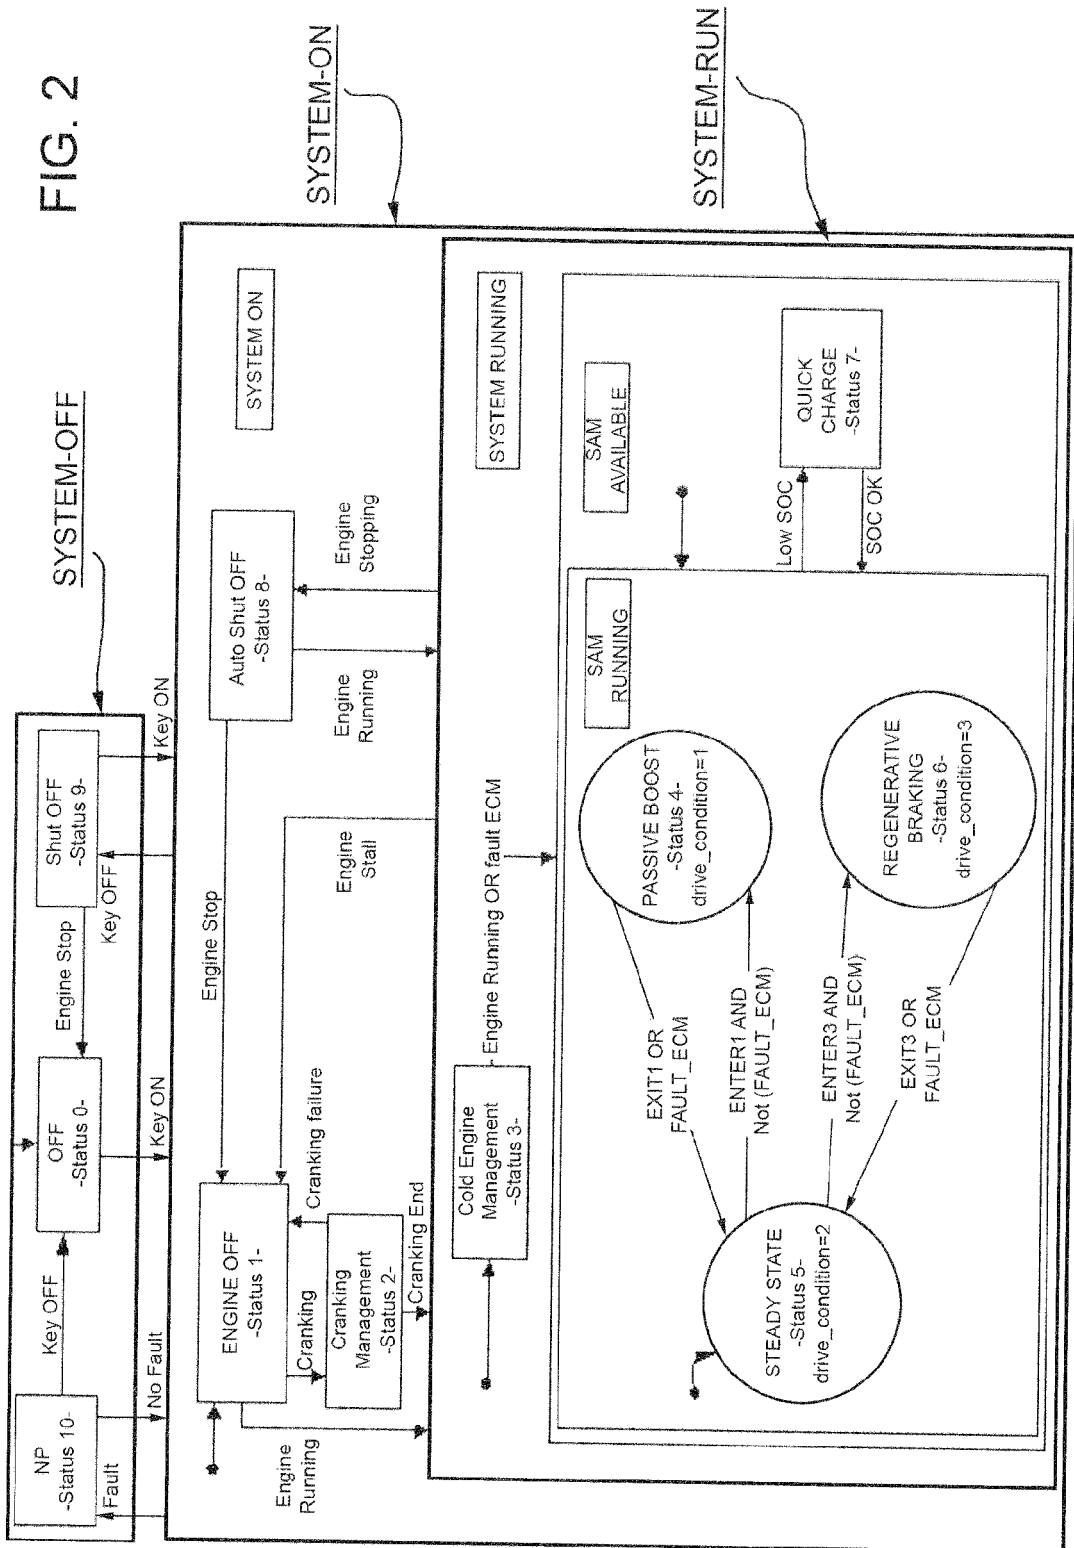 FIG. 2
SYSTEM-OFF
SYSTEM-ON
SYSTEM-RUN
NP
-Status 10-
Key OFF
OFF
-Status 0-
Engine Stop
Shut OFF
-Status 9-
Fault
No Fault
Key ON
Key OFF
Key ON
SYSTEM ON
ENGINE OFF
-Status 1-
Engine Stop
Auto Shut OFF
-Status 8-
Engine
Running
Cranking
Cranking failure
Cranking
Management
-Status 2-
Cranking End
Engine
Stall
Engine
Running
Engine
Stopping
SYSTEM RUNNING
Cold Engine
Management
-Status 3-
Engine Running OR fault ECM
SAM
AVAILABLE
SAM
RUNNING
PASSIVE BOOST
-Status 4-
drive_condition=1
EXIT1 OR
FAULT_ECM
ENTER1 AND
Not (FAULT_ECM)
STEADY STATE
-Status 5-
drive_condition=2
ENTER3 AND
Not (FAULT_ECM)
EXIT3 OR
FAULT_ECM
REGENERATIVE
BRAKING
-Status 6-
drive_condition=3
Low SOC
SOC OK
QUICK
CHARGE
-Status 7-